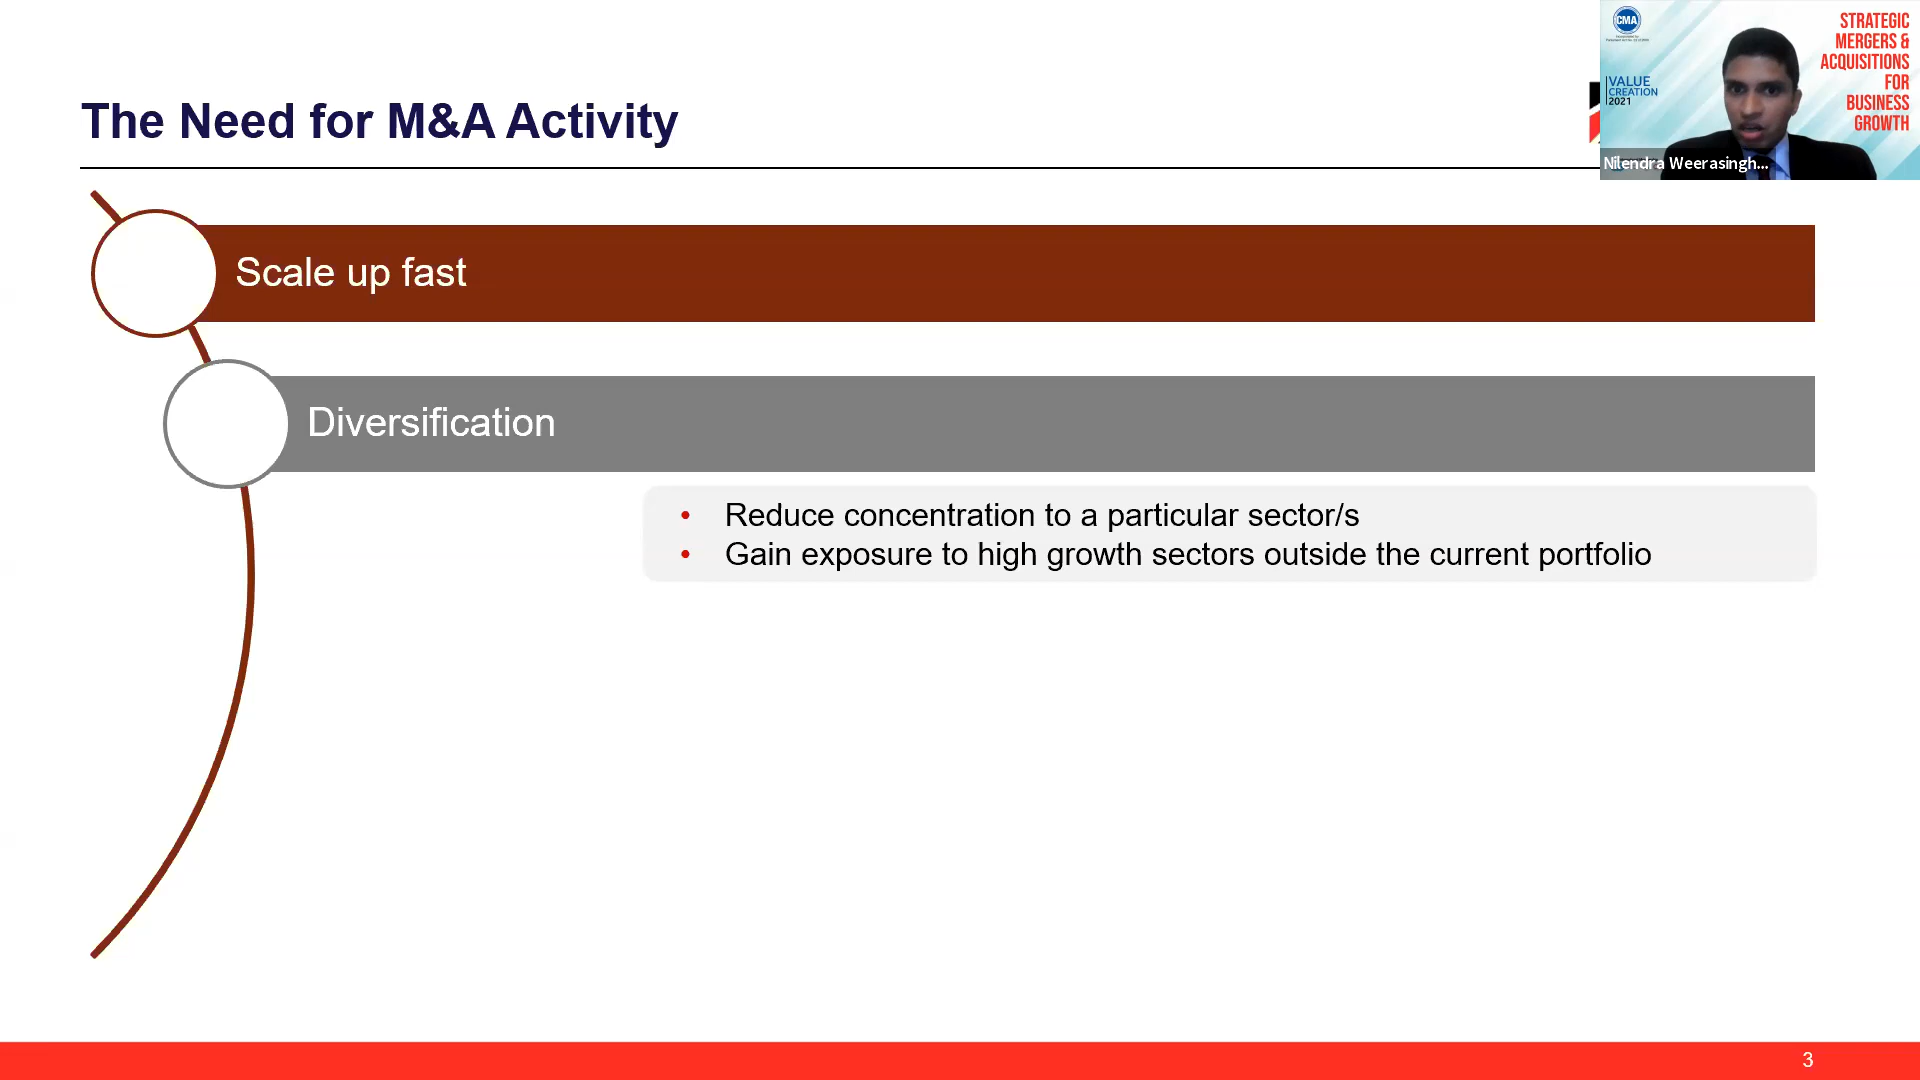 The Need for M&A Activity
Scale up fast
Diversification
• Reduce concentration to a particular sector/s
• Gain exposure to high growth sectors outside the current portfolio
CMA
VALUE
CREATION
2021
STRATEGIC
MERGERS &
ACQUISITIONS
FOR
BUSINESS
GROWTH
Nilendra Weerasingh...
3